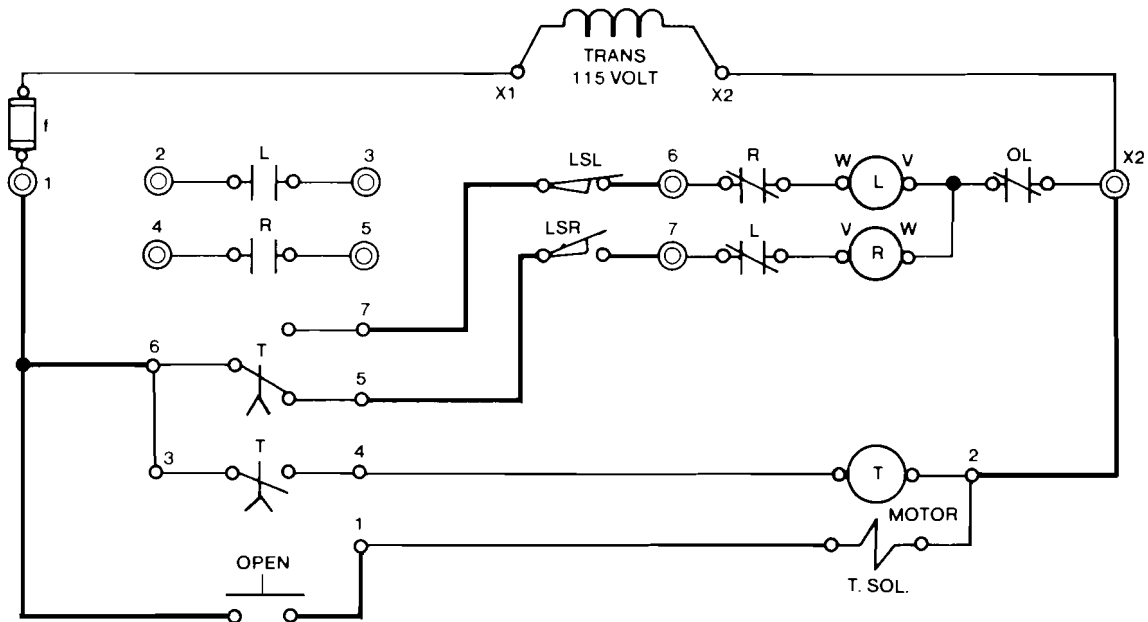 TRANS
115 VOLT
X1
X2
f
1
2
L
3
LSL
6
R
W
L
V
OL
X2
4
R
5
LSR
7
L
V
R
W
7
6
T
5
3
T
4
T
2
MOTOR
1
OPEN
T. SOL.